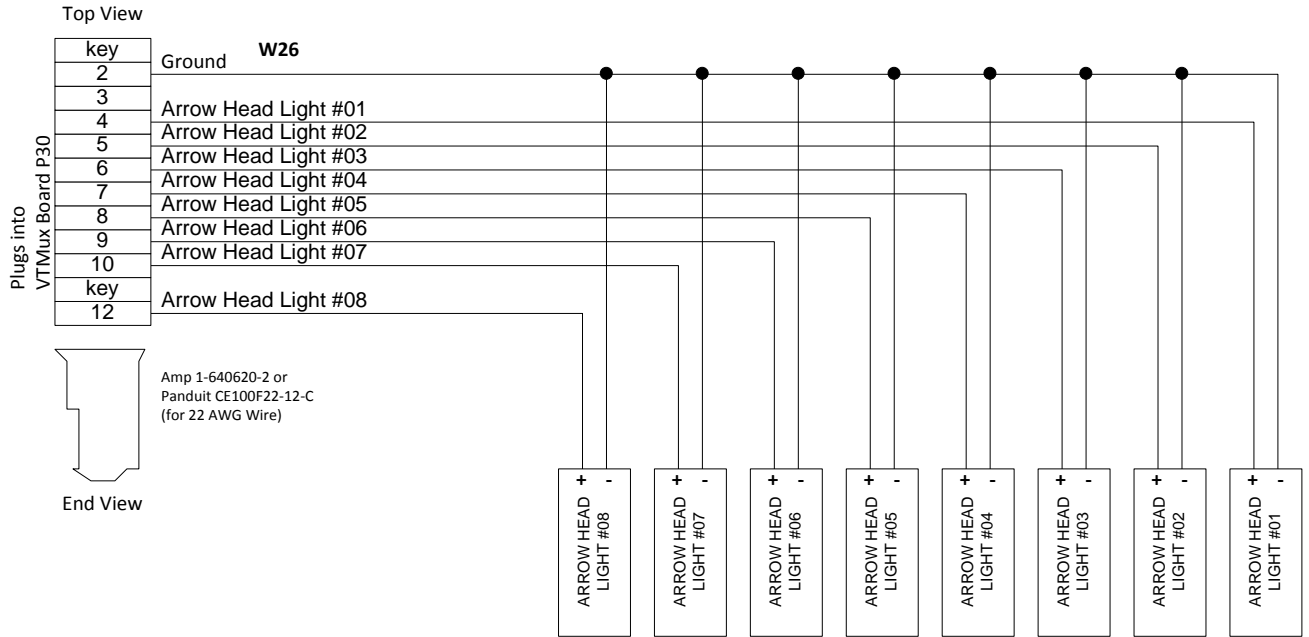 Top View
key
Ground
W26
2
3
Arrow Head Light #01
4
Arrow Head Light #02
5
Arrow Head Light #03
6
Arrow Head Light #04
7
Arrow Head Light #05
8
Arrow Head Light #06
9
Arrow Head Light #07
10
key
Arrow Head Light #08
12
Plugs into
VTMux Board P30
Amp 1-640620-2 or
Panduit CE100F22-12-C
(for 22 AWG Wire)
End View
+ -
ARROW HEAD
LIGHT #08
+ -
ARROW HEAD
LIGHT #07
+ -
ARROW HEAD
LIGHT #06
+ -
ARROW HEAD
LIGHT #05
+ -
ARROW HEAD
LIGHT #04
+ -
ARROW HEAD
LIGHT #03
+ -
ARROW HEAD
LIGHT #02
+ -
ARROW HEAD
LIGHT #01